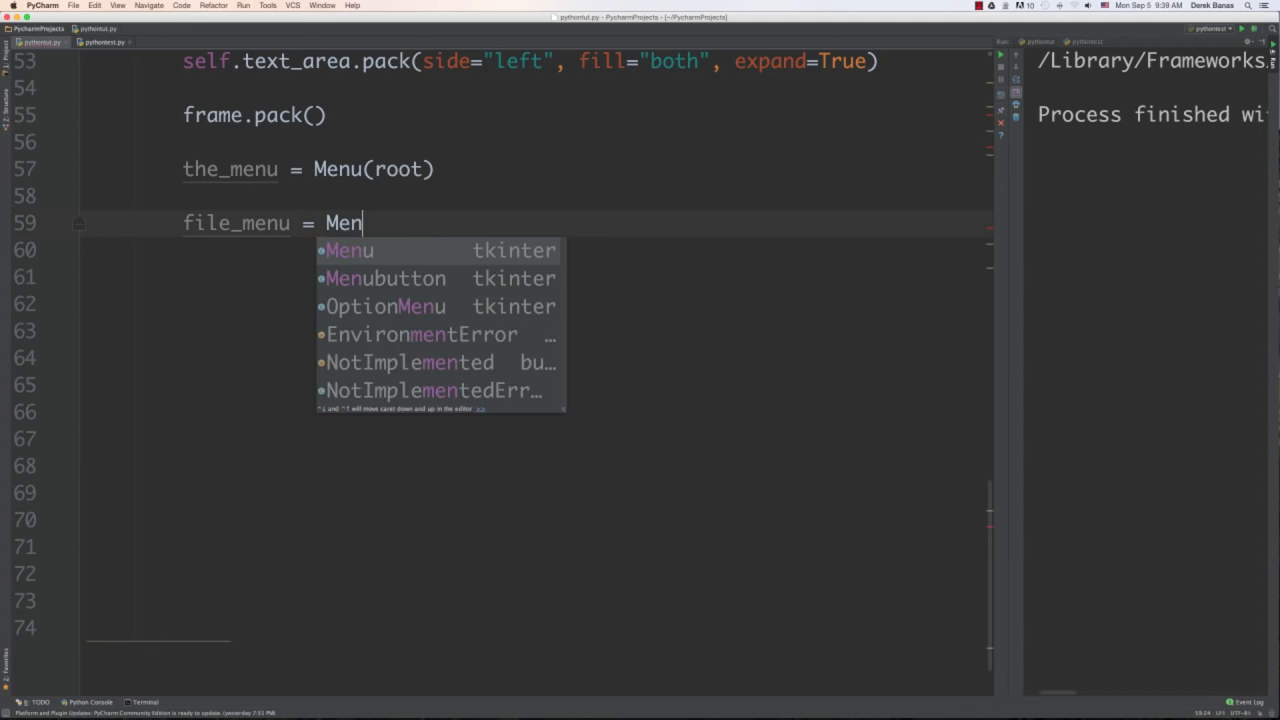 PyCharm File Edit View Navigate Code Refactor Run Tools VCS Window Help 10 Mon Sep 5 9:39 AM Derek Banas
pythontut.py - PycharmProjects - [~/PycharmProjects]
PycharmProjects pythontut.py pythontest
pythontut.py × pythontest.py × Run: pythontut pythontest
1: Project
Z: Structure
2: Favorites
53 self.text_area.pack(side="left", fill="both", expand=True)
54
55 frame.pack()
56
57 the_menu = Menu(root)
58
59 file_menu = Men
60
61
62
63
64
65
66
67
68
69
70
71
72
73
74
Menu tkinter
Menubutton tkinter
OptionMenu tkinter
EnvironmentError ...
NotImplemented bu...
NotImplementedErr...
^↓ and ^↑ will move caret down and up in the editor >>
/Library/Frameworks
Process finished wi
6: TODO Python Console Terminal Event Log
Platform and Plugin Updates: PyCharm Community Edition is ready to update. (yesterday 7:51 PM) 59:24 LF÷ UTF-8÷